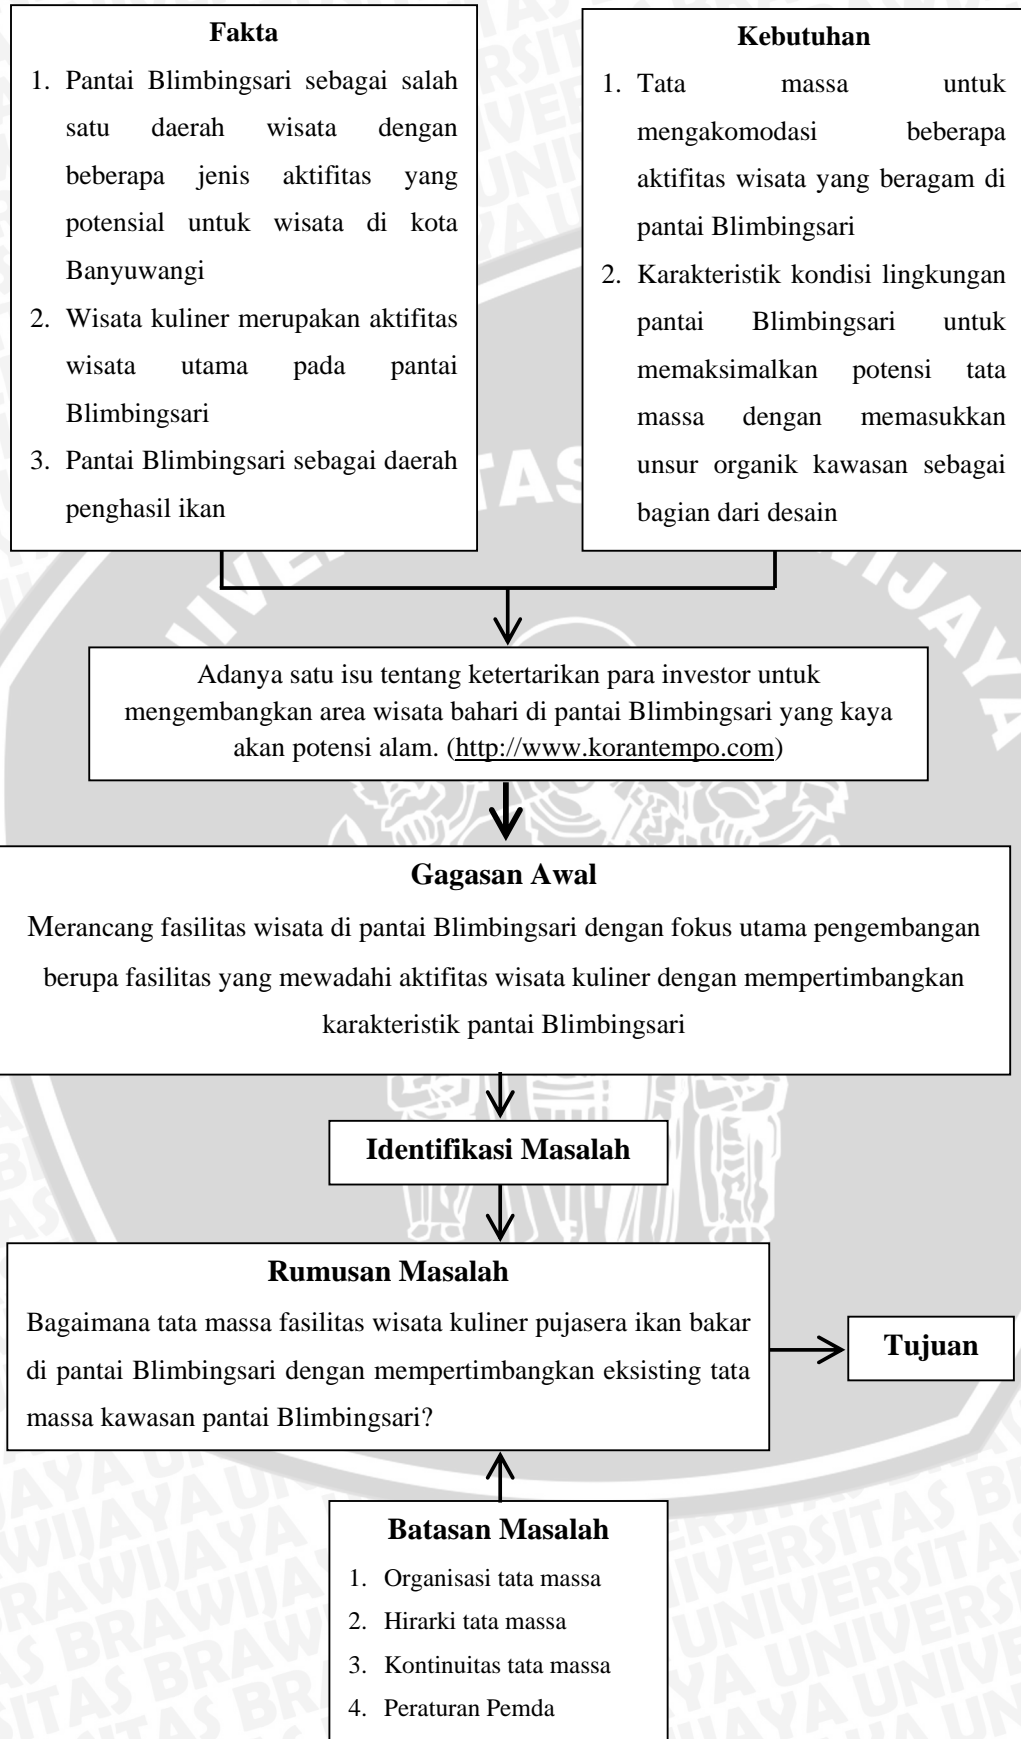 Fakta
1. Pantai Blimbingsari sebagai salah
satu daerah wisata dengan
beberapa jenis aktifitas yang
potensial untuk wisata di kota
Banyuwangi
2. Wisata kuliner merupakan aktifitas
wisata utama pada pantai
Blimbingsari
3. Pantai Blimbingsari sebagai daerah
penghasil ikan
Kebutuhan
1. Tata massa untuk
mengakomodasi beberapa
aktifitas wisata yang beragam di
pantai Blimbingsari
2. Karakteristik kondisi lingkungan
pantai Blimbingsari untuk
memaksimalkan potensi tata
massa dengan memasukkan
unsur organik kawasan sebagai
bagian dari desain
Adanya satu isu tentang ketertarikan para investor untuk
mengembangkan area wisata bahari di pantai Blimbingsari yang kaya
akan potensi alam. (http://www.korantempo.com)
Gagasan Awal
Merancang fasilitas wisata di pantai Blimbingsari dengan fokus utama pengembangan
berupa fasilitas yang mewadahi aktifitas wisata kuliner dengan mempertimbangkan
karakteristik pantai Blimbingsari
Identifikasi Masalah
Rumusan Masalah
Bagaimana tata massa fasilitas wisata kuliner pujasera ikan bakar
di pantai Blimbingsari dengan mempertimbangkan eksisting tata
massa kawasan pantai Blimbingsari?
Tujuan
Batasan Masalah
1. Organisasi tata massa
2. Hirarki tata massa
3. Kontinuitas tata massa
4. Peraturan Pemda